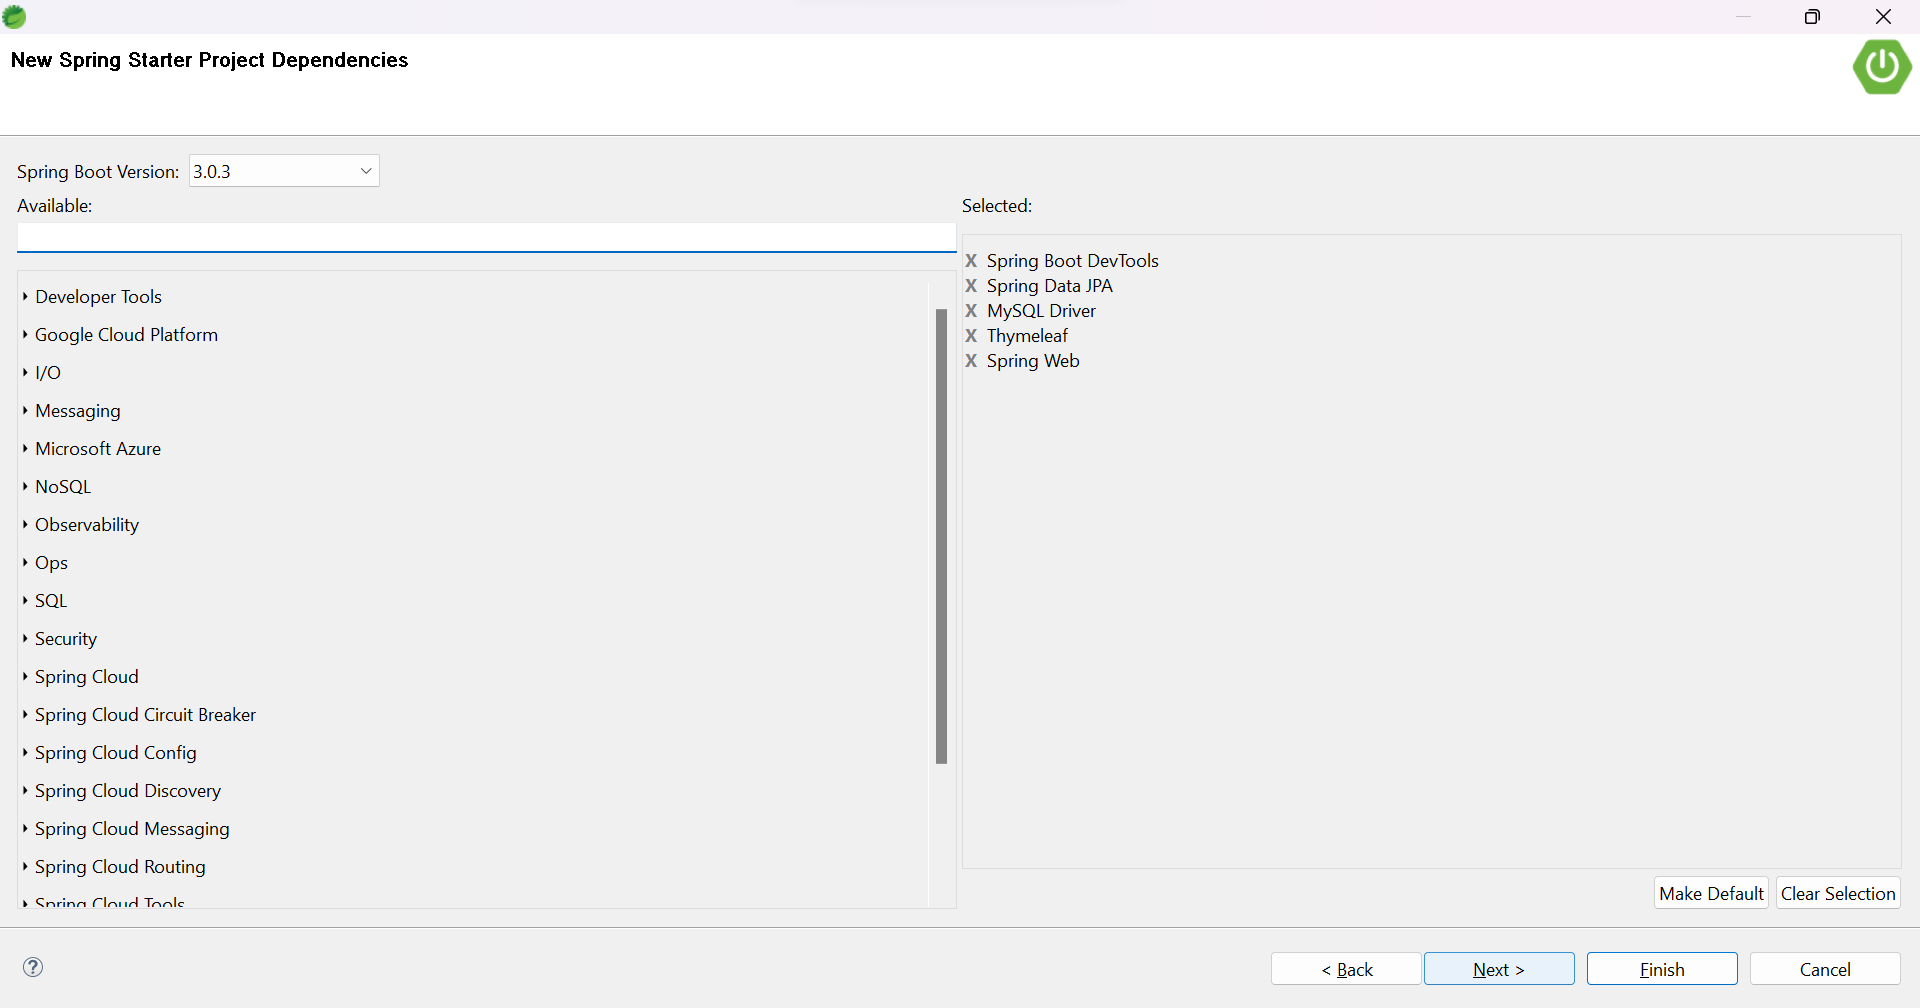 New Spring Starter Project Dependencies
Spring Boot Version: 3.0.3
Available:
Developer Tools
Google Cloud Platform
I/O
Messaging
Microsoft Azure
NoSQL
Observability
Ops
SQL
Security
Spring Cloud
Spring Cloud Circuit Breaker
Spring Cloud Config
Spring Cloud Discovery
Spring Cloud Messaging
Spring Cloud Routing
Spring Cloud Tools
Selected:
X Spring Boot DevTools
X Spring Data JPA
X MySQL Driver
X Thymeleaf
X Spring Web
Make Default Clear Selection
? < Back Next > Finish Cancel